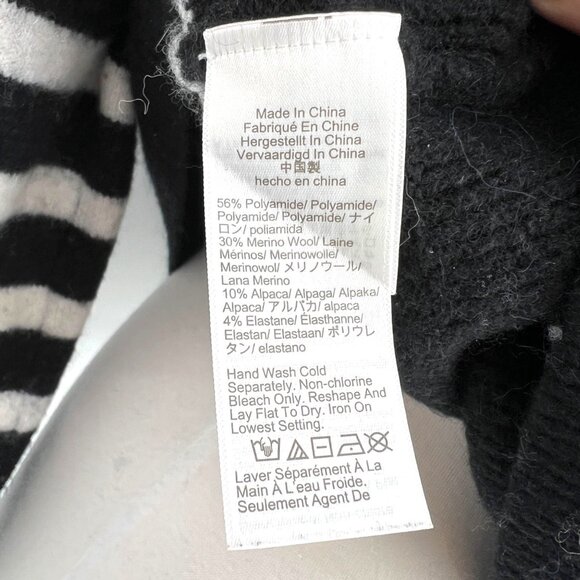 Made In China
Fabriqué En Chine
Hergestellt In China
Vervaardigd In China
中国製
hecho en china
56% Polyamide/ Polyamide/
Polyamide/ Polyamide/ ナイ
ロン/ poliamida
30% Merino Wool/ Laine
Mérinos/ Merinowolle/
Merinowol/ メリノウール/
Lana Merino
10% Alpaca/ Alpaga/ Alpaka/
Alpaca/ アルパカ/ alpaca
4% Elastane/ Élasthanne/
Elastan/ Elastaan/ ポリウレ
タン/ elastano
Hand Wash Cold
Separately. Non-chlorine
Bleach Only. Reshape And
Lay Flat To Dry. Iron On
Lowest Setting.
Laver Séparément À La
Main À L'eau Froide.
Seulement Agent De